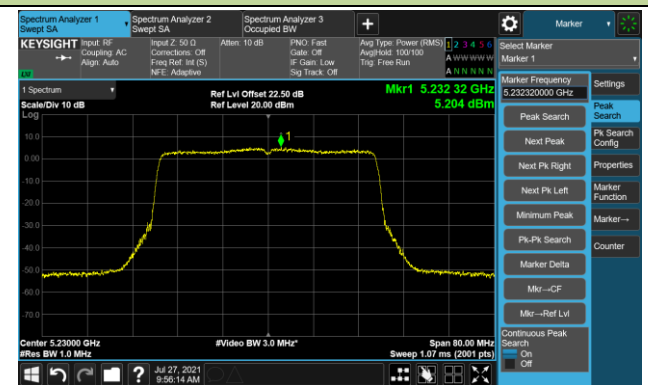 Spectrum Analyzer 1
Swept SA
Spectrum Analyzer 2
Swept SA
Spectrum Analyzer 3
Occupied BW
+
Marker
KEYSIGHT
Input: RF
Coupling: AC
Align: Auto
Input Z: 50 Ω
Corrections: Off
Freq Ref: Int (S)
NFE: Adaptive
Atten: 10 dB
PNO: Fast
Gate: Off
IF Gain: Low
Sig Track: Off
Avg Type: Power (RMS)
Avg|Hold: 100/100
Trig: Free Run
1 2 3 4 5 6
A W W W W W
A N N N N N
Select Marker
Marker 1
1 Spectrum
Scale/Div 10 dB
Log
Ref Lvl Offset 22.50 dB
Ref Level 20.00 dBm
Mkr1 5.232 32 GHz
5.204 dBm
1
10.0
0.00
-10.0
-20.0
-30.0
-40.0
-50.0
-60.0
-70.0
Center 5.23000 GHz
#Res BW 1.0 MHz
#Video BW 3.0 MHz*
Span 80.00 MHz
Sweep 1.07 ms (2001 pts)
Marker Frequency
5.232320000 GHz
Peak Search
Next Peak
Next Pk Right
Next Pk Left
Minimum Peak
Pk-Pk Search
Marker Delta
Mkr→CF
Mkr→Ref Lvl
Continuous Peak
Search
On
Off
Settings
Peak
Search
Pk Search
Config
Properties
Marker
Function
Marker→
Counter
?
Jul 27, 2021
9:56:14 AM